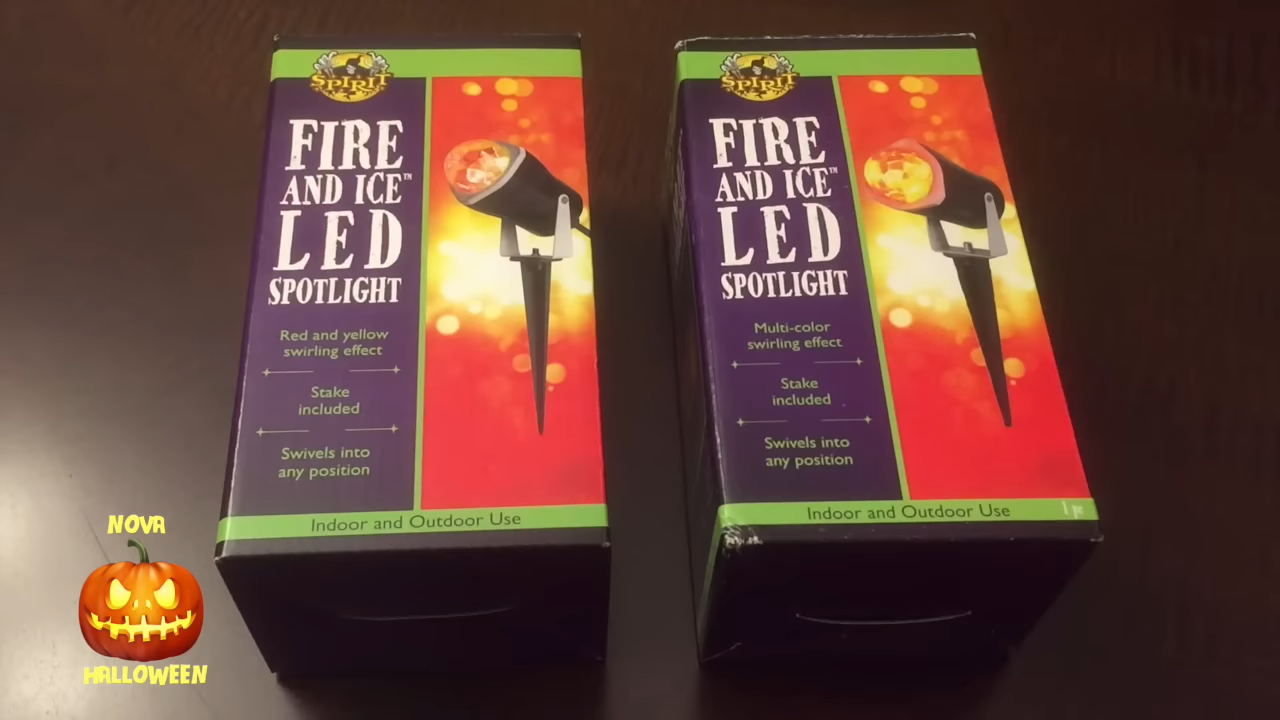 SPIRIT
FIRE
AND ICE™
LED
SPOTLIGHT
Red and yellow
swirling effect
Stake
included
Swivels into
any position
Indoor and Outdoor Use
SPIRIT
FIRE
AND ICE™
LED
SPOTLIGHT
Multi-color
swirling effect
Stake
included
Swivels into
any position
Indoor and Outdoor Use
NOVA
HALLOWEEN